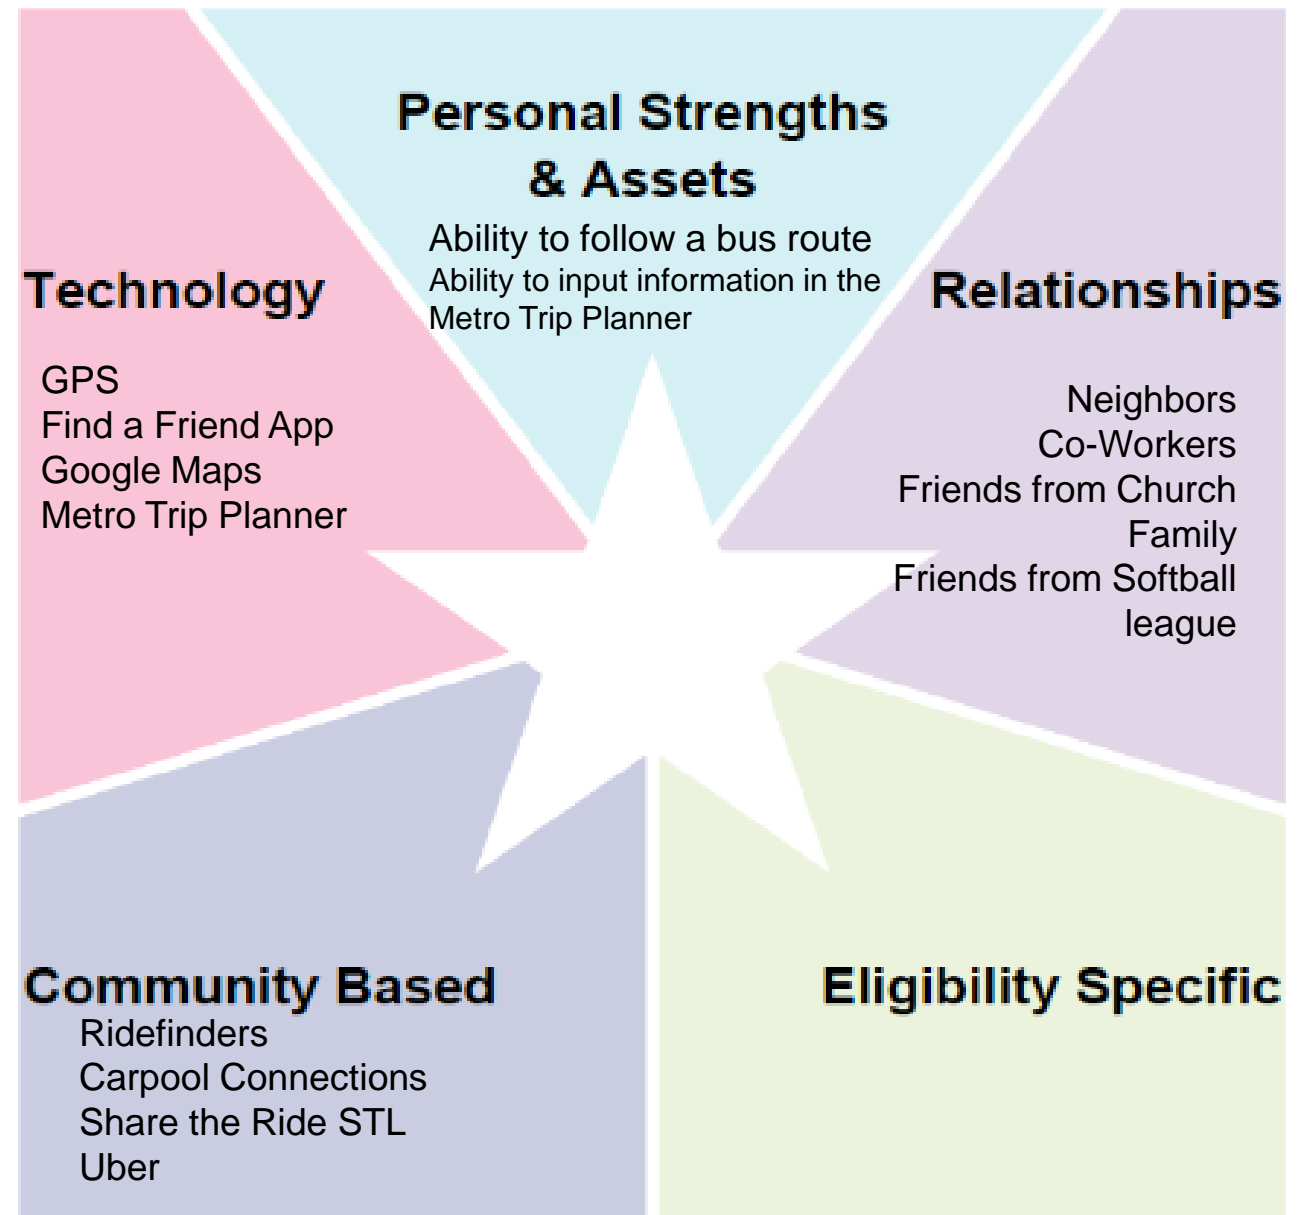 Personal Strengths
& Assets
Ability to follow a bus route
Ability to input information in the
Metro Trip Planner
Technology
GPS
Find a Friend App
Google Maps
Metro Trip Planner
Relationships
Neighbors
Co-Workers
Friends from Church
Family
Friends from Softball
league
Community Based
Ridefinders
Carpool Connections
Share the Ride STL
Uber
Eligibility Specific